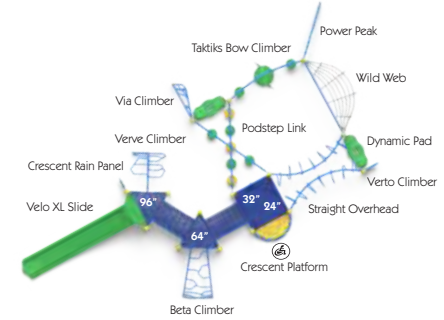 Power Peak
Taktiks Bow Climber
Wild Web
Via Climber
Podstep Link
Verve Climber
Dynamic Pad
Crescent Rain Panel
Verto Climber
Velo XL Slide
96"
32"
24"
Straight Overhead
64"
Crescent Platform
Beta Climber